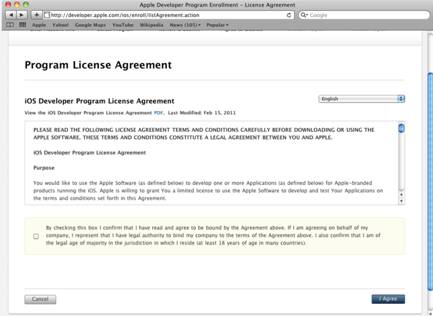 Apple Developer Program Enrollment – License Agreement
http://developer.apple.com/ios/enroll/listAgreement.action
Google
Apple Yahoo! Google Maps YouTube Wikipedia News (105) Popular
Program License Agreement
iOS Developer Program License Agreement
English
View the iOS Developer Program License Agreement PDF. Last Modified: Feb 15, 2011
PLEASE READ THE FOLLOWING LICENSE AGREEMENT TERMS AND CONDITIONS CAREFULLY BEFORE DOWNLOADING OR USING THE
APPLE SOFTWARE. THESE TERMS AND CONDITIONS CONSTITUTE A LEGAL AGREEMENT BETWEEN YOU AND APPLE.
iOS Developer Program License Agreement
Purpose
You would like to use the Apple Software (as defined below) to develop one or more Applications (as defined below) for Apple-branded
products running the iOS. Apple is willing to grant You a limited license to use the Apple Software to develop and test Your Applications on
the terms and conditions set forth in this Agreement.
By checking this box I confirm that I have read and agree to be bound by the Agreement above. If I am agreeing on behalf of my
company, I represent that I have legal authority to bind my company to the terms of the Agreement above. I also confirm that I am of
the legal age of majority in the jurisdiction in which I reside (at least 18 years of age in many countries).
Cancel
I Agree